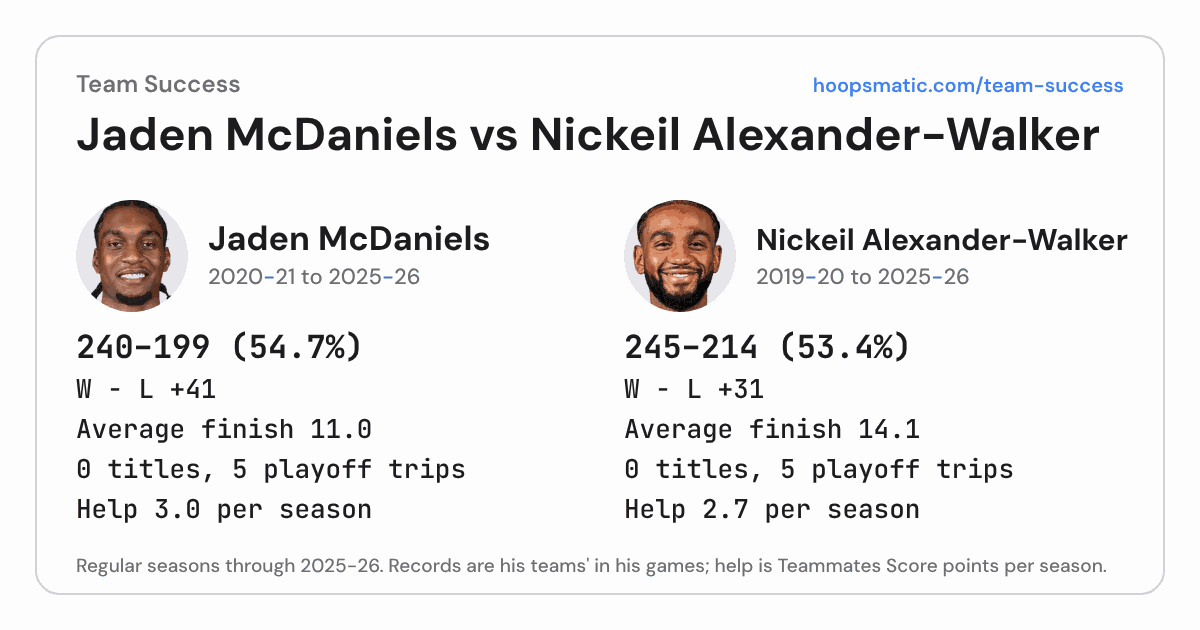 Team Success
hoopsmatic.com/team-success
Jaden McDaniels vs Nickeil Alexander-Walker
Jaden McDaniels
2020-21 to 2025-26
240-199 (54.7%)
W - L +41
Average finish 11.0
0 titles, 5 playoff trips
Help 3.0 per season
Nickeil Alexander-Walker
2019-20 to 2025-26
245-214 (53.4%)
W - L +31
Average finish 14.1
0 titles, 5 playoff trips
Help 2.7 per season
Regular seasons through 2025-26. Records are his teams' in his games; help is Teammates Score points per season.